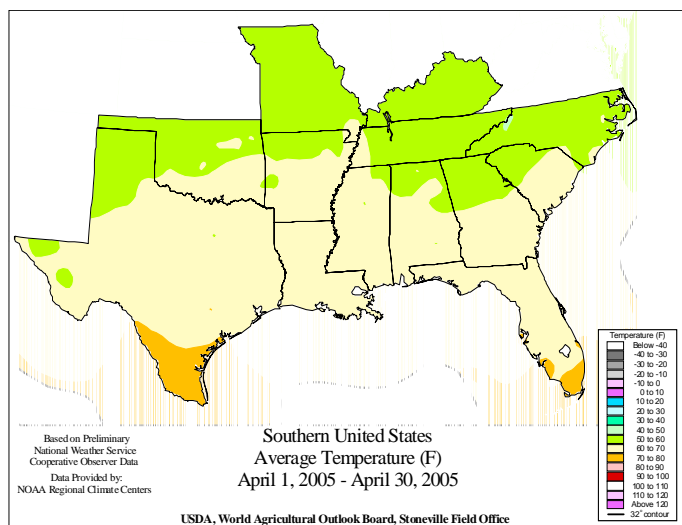 Temperature (F)
Below -40
-40 to -30
-30 to -20
-20 to -10
-10 to 0
0 to 10
10 to 20
20 to 30
30 to 40
40 to 50
50 to 60
60 to 70
70 to 80
80 to 90
90 to 100
100 to 110
110 to 120
Above 120
32° contour
Based on Preliminary
National Weather Service
Cooperative Observer Data
Data Provided by:
NOAA Regional Climate Centers
Southern United States
Average Temperature (F)
April 1, 2005 - April 30, 2005
USDA, World Agricultural Outlook Board, Stoneville Field Office